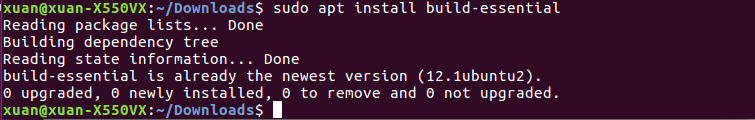 xuan@xuan-X550VX:~/Downloads$ sudo apt install build-essential
Reading package lists... Done
Building dependency tree
Reading state information... Done
build-essential is already the newest version (12.1ubuntu2).
0 upgraded, 0 newly installed, 0 to remove and 0 not upgraded.
xuan@xuan-X550VX:~/Downloads$